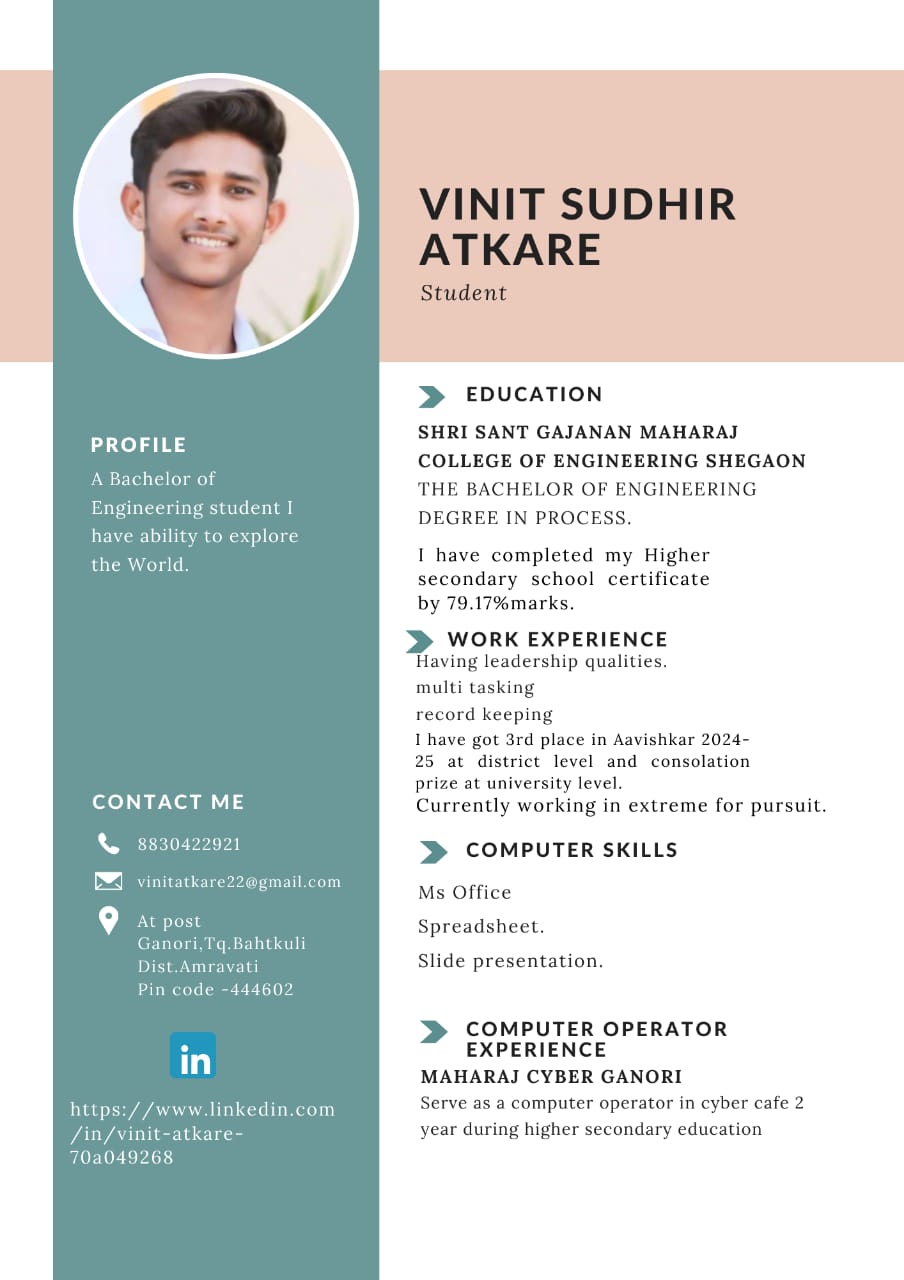 VINIT SUDHIR
ATKARE
Student
PROFILE
A Bachelor of
Engineering student I
have ability to explore
the World.
CONTACT ME
8830422921
vinitatkare22@gmail.com
At post
Ganori,Tq.Bahtkuli
Dist.Amravati
Pin code -444602
in
https://www.linkedin.com
/in/vinit-atkare-
70a049268
EDUCATION
SHRI SANT GAJANAN MAHARAJ
COLLEGE OF ENGINEERING SHEGAON
THE BACHELOR OF ENGINEERING
DEGREE IN PROCESS.
I have completed my Higher
secondary school certificate
by 79.17%marks.
WORK EXPERIENCE
Having leadership qualities.
multi tasking
record keeping
I have got 3rd place in Aavishkar 2024-
25 at district level and consolation
prize at university level.
Currently working in extreme for pursuit.
COMPUTER SKILLS
Ms Office
Spreadsheet.
Slide presentation.
COMPUTER OPERATOR
EXPERIENCE
MAHARAJ CYBER GANORI
Serve as a computer operator in cyber cafe 2
year during higher secondary education